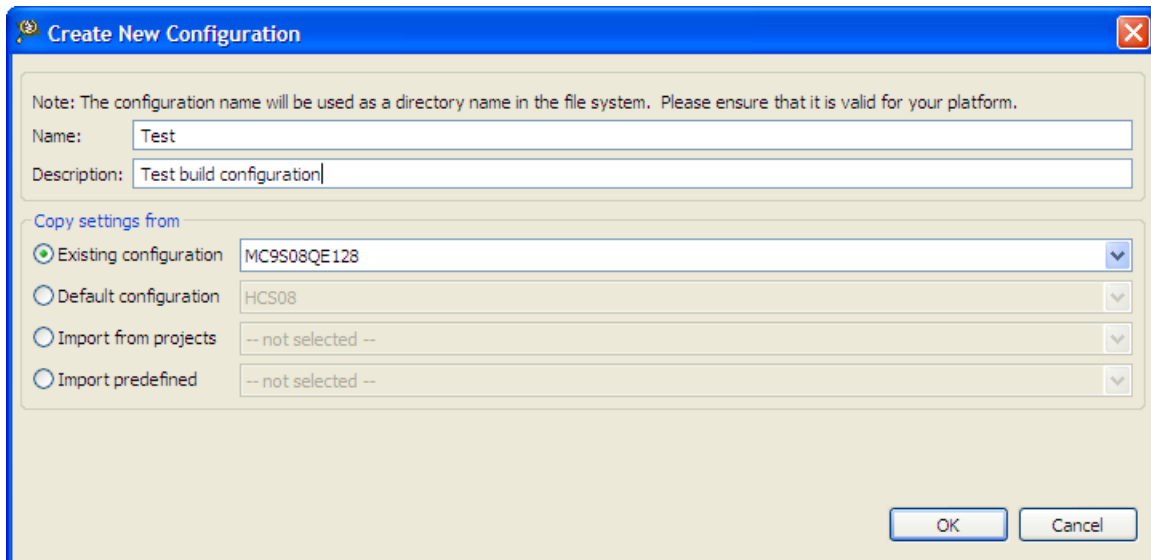 Create New Configuration
Note: The configuration name will be used as a directory name in the file system.  Please ensure that it is valid for your platform.
Name: Test
Description: Test build configuration
Copy settings from
Existing configuration MC9S08QE128
Default configuration HCS08
Import from projects -- not selected --
Import predefined -- not selected --
OK Cancel